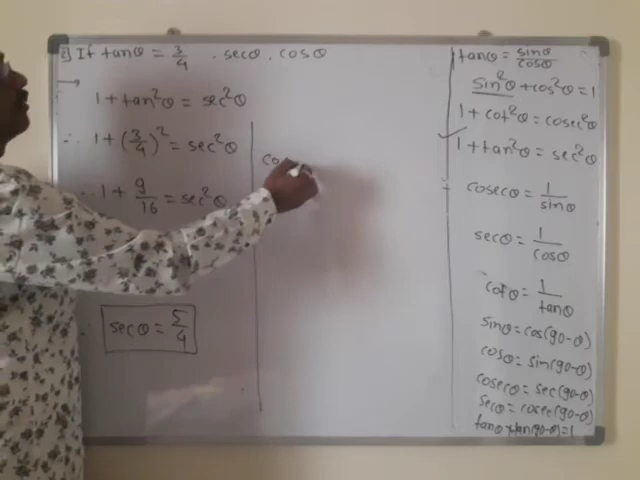 2) If tanθ = 3/4 . secθ . cosθ
→
1 + tan²θ = sec²θ
∴ 1 + (3/4)² = sec²θ
∴ 1 + 9/16 = sec²θ
∴ secθ = 5/4
co
tanθ = sinθ/cosθ
sin²θ + cos²θ = 1
1 + cot²θ = cosec²θ
✓ 1 + tan²θ = sec²θ
cosecθ = 1/sinθ
secθ = 1/cosθ
cotθ = 1/tanθ
sinθ = cos(90-θ)
cosθ = sin(90-θ)
cosecθ = sec(90-θ)
secθ = cosec(90-θ)
tanθ × tan(90-θ) = 1